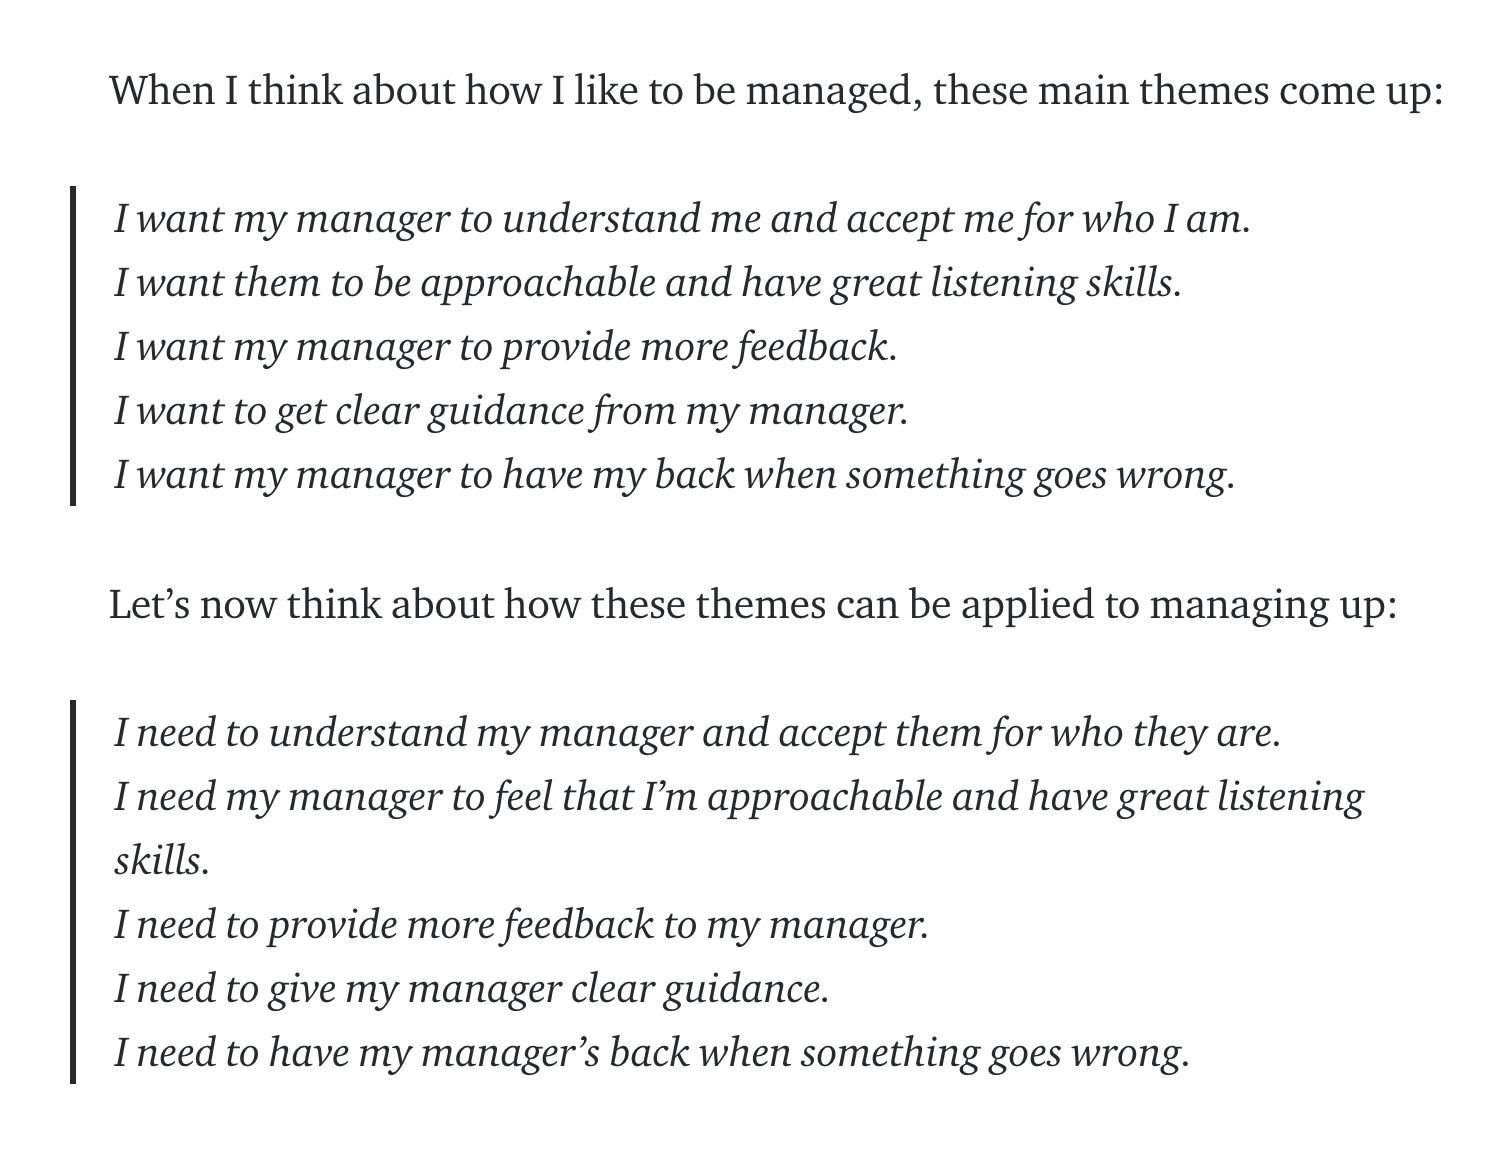 When I think about how I like to be managed, these main themes come up:
I want my manager to understand me and accept me for who I am.
I want them to be approachable and have great listening skills.
I want my manager to provide more feedback.
I want to get clear guidance from my manager.
I want my manager to have my back when something goes wrong.
Let’s now think about how these themes can be applied to managing up:
I need to understand my manager and accept them for who they are.
I need my manager to feel that I’m approachable and have great listening
skills.
I need to provide more feedback to my manager.
I need to give my manager clear guidance.
I need to have my manager’s back when something goes wrong.